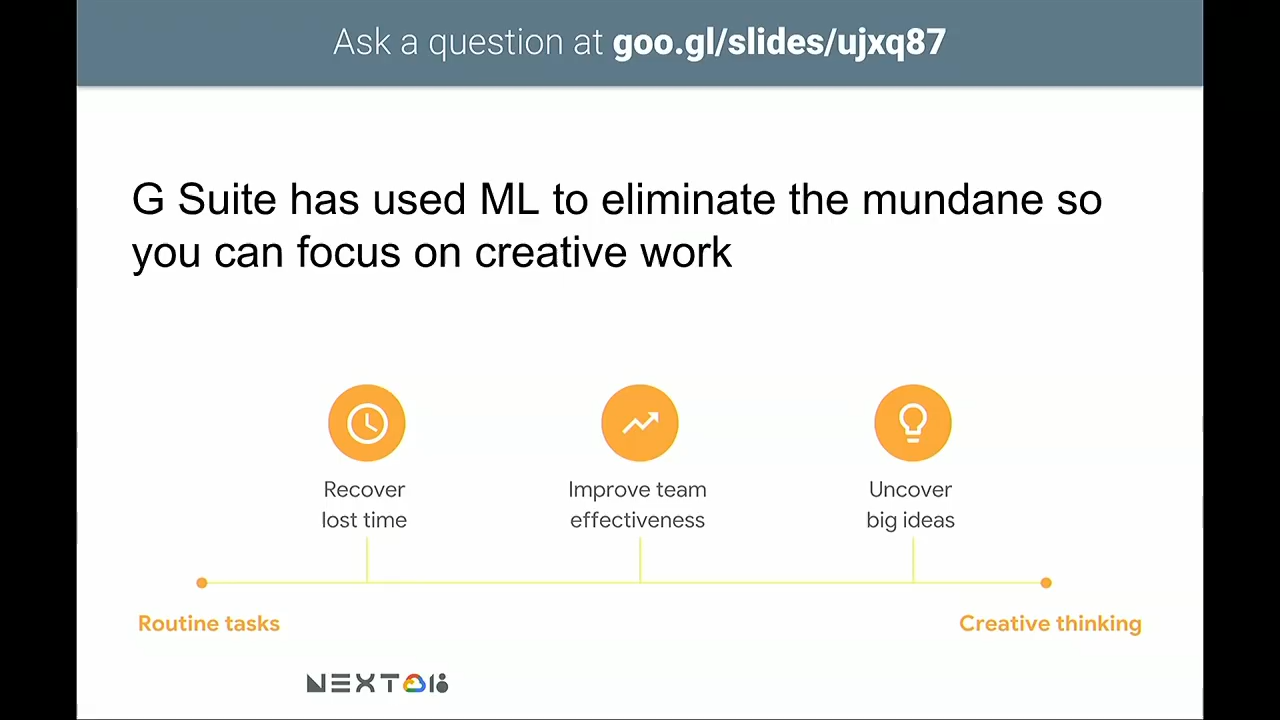 Ask a question at goo.gl/slides/ujxq87
G Suite has used ML to eliminate the mundane so
you can focus on creative work
Recover
lost time
Improve team
effectiveness
Uncover
big ideas
Routine tasks
Creative thinking
NEXT 18